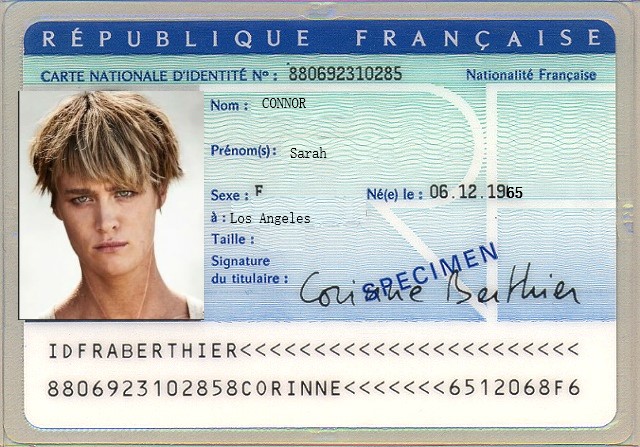 RÉPUBLIQUE FRANÇAISE
CARTE NATIONALE D'IDENTITÉ Nº : 880692310285 Nationalité Française
Nom : CONNOR
Prénom(s) : Sarah
Sexe : F Né(e) le : 06.12.1965
à : Los Angeles
Taille :
Signature
du titulaire : Corinne Berthier
SPECIMEN
IDFRABERTHIER<<<<<<<<<<<<<<<<<<<<<<<
8806923102858CORINNE<<<<<<<6512068F6